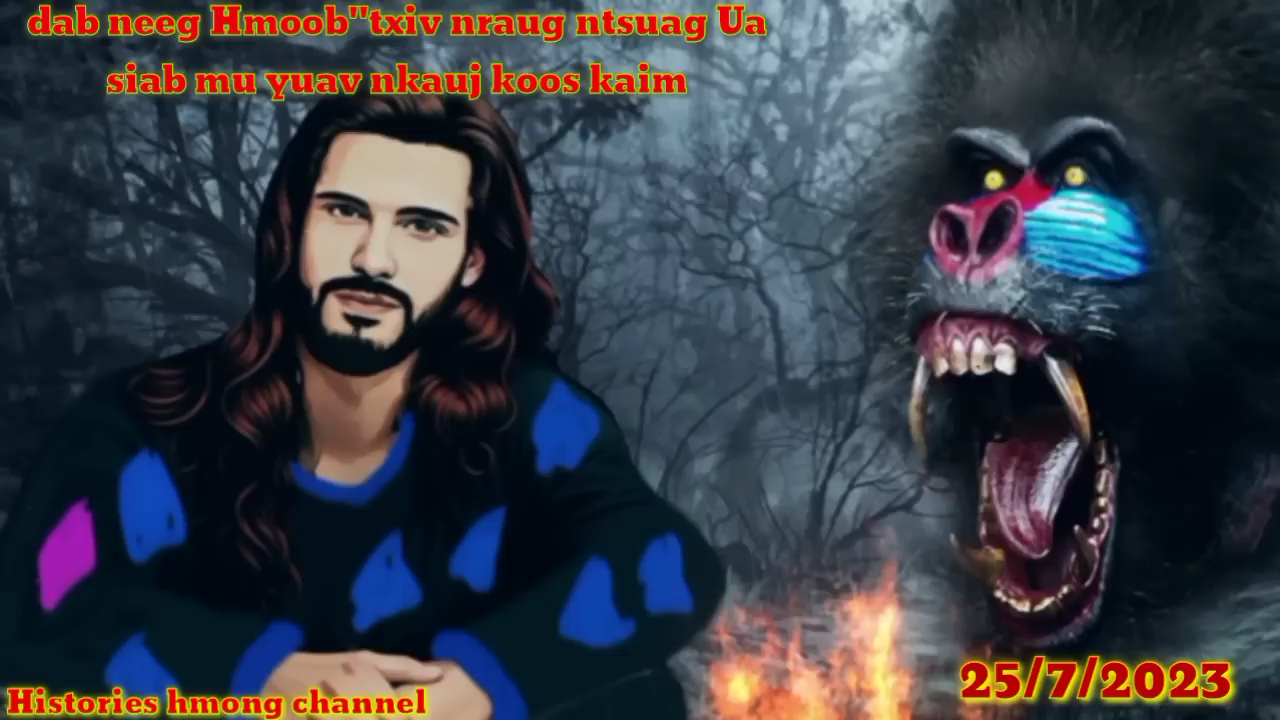 dab neeg Hmoob"txiv nraug ntsuag Ua
siab mu yuav nkauj koos kaim
Histories hmong channel
25/7/2023